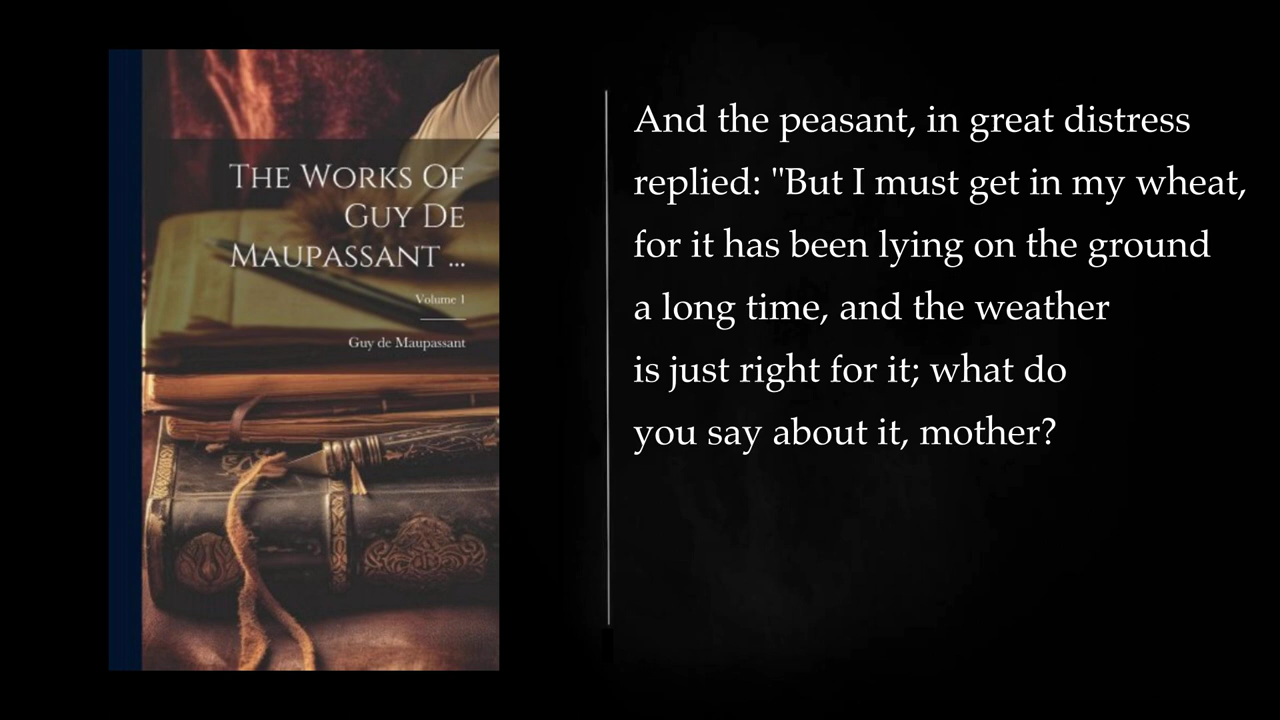 The Works Of
Guy De
Maupassant ...
Volume 1
Guy de Maupassant
And the peasant, in great distress
replied: "But I must get in my wheat,
for it has been lying on the ground
a long time, and the weather
is just right for it; what do
you say about it, mother?